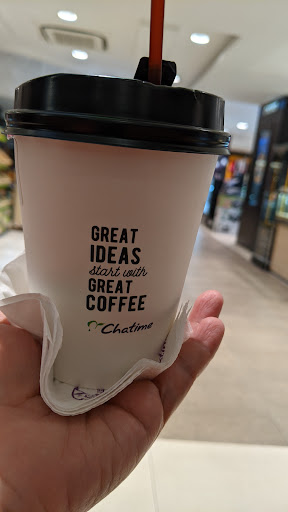 GREAT
IDEAS
start with
GREAT
COFFEE
Chatime